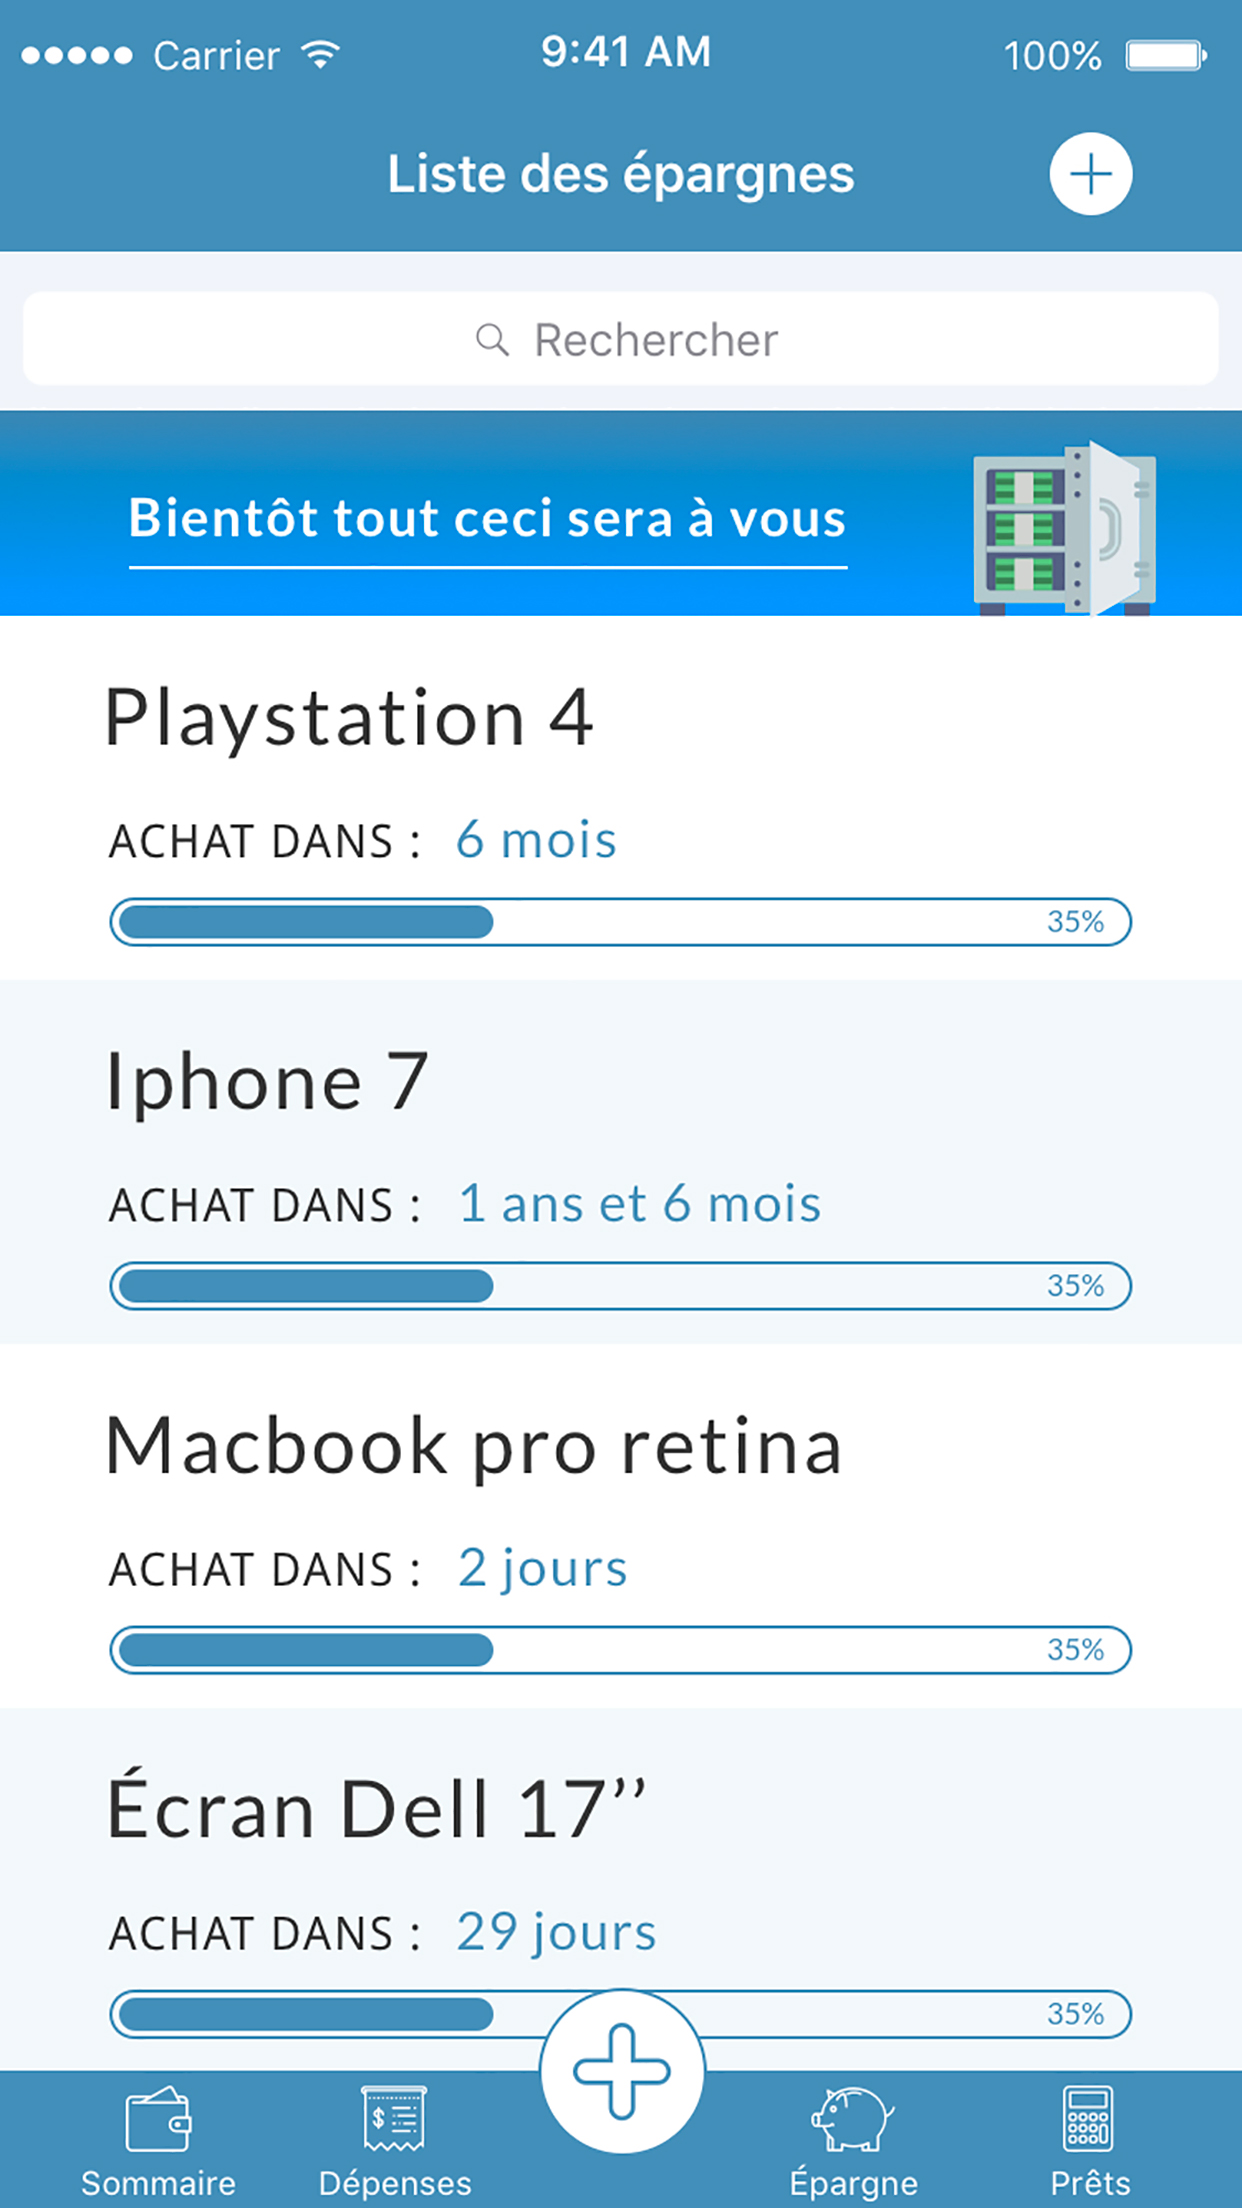 Carrier 9:41 AM 100%
Liste des épargnes
Rechercher
Bientôt tout ceci sera à vous
Playstation 4
ACHAT DANS : 6 mois
35%
Iphone 7
ACHAT DANS : 1 ans et 6 mois
35%
Macbook pro retina
ACHAT DANS : 2 jours
35%
Écran Dell 17’’
ACHAT DANS : 29 jours
35%
$
Sommaire Dépenses Épargne Prêts